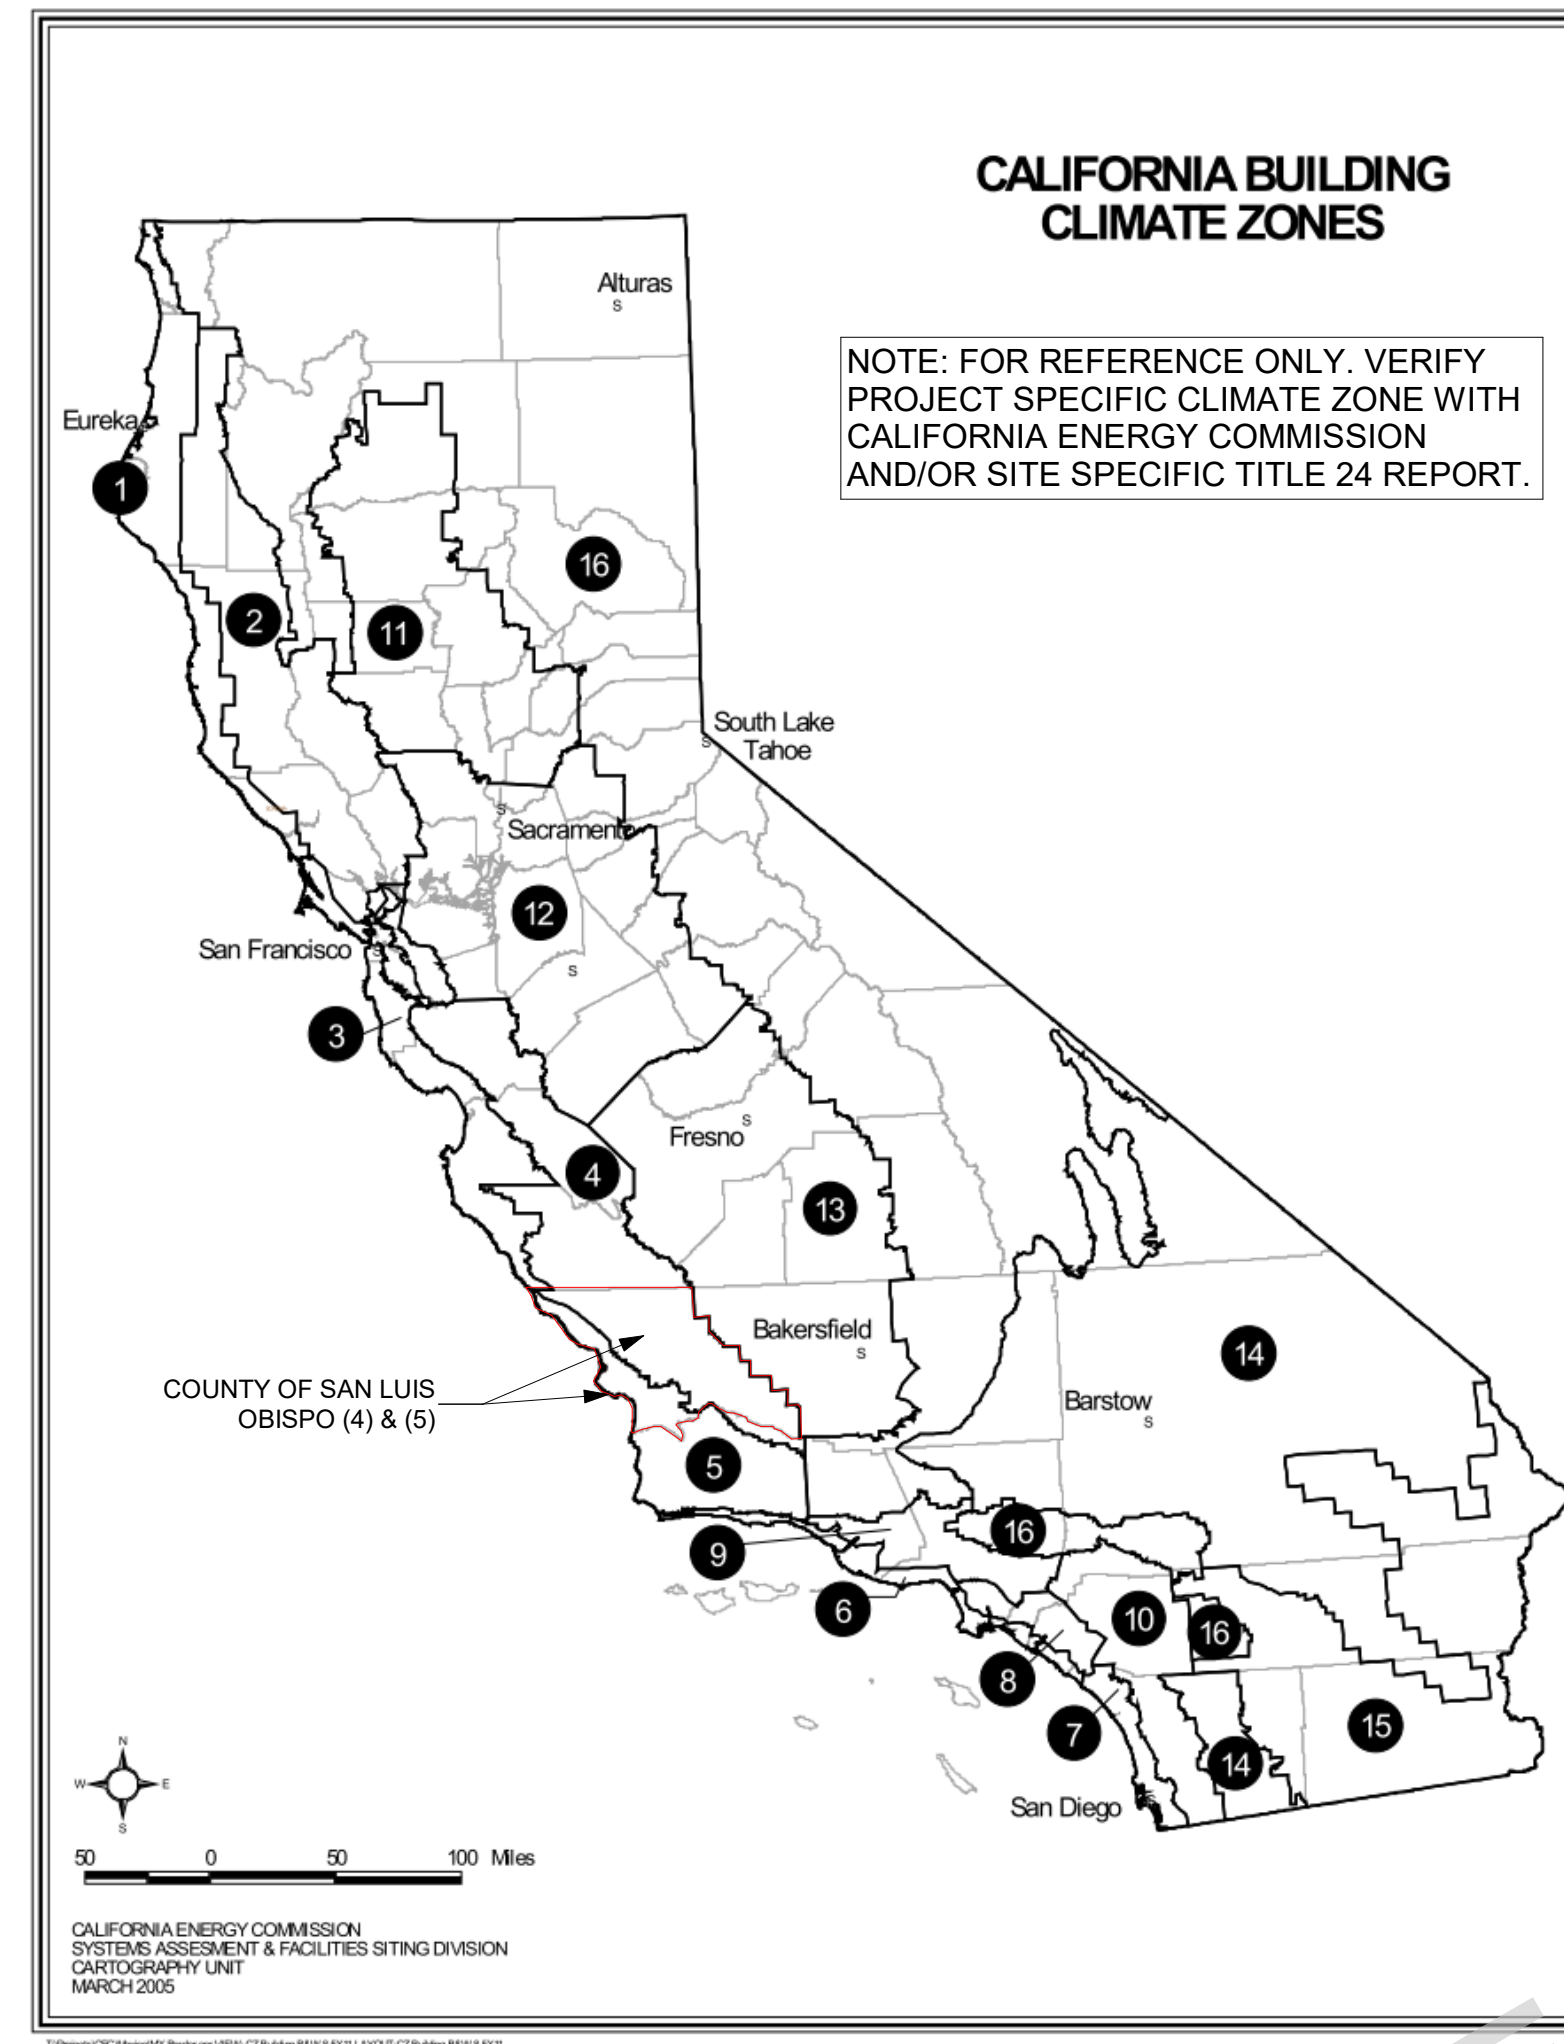 CALIFORNIA BUILDING
CLIMATE ZONES
NOTE: FOR REFERENCE ONLY. VERIFY
PROJECT SPECIFIC CLIMATE ZONE WITH
CALIFORNIA ENERGY COMMISSION
AND/OR SITE SPECIFIC TITLE 24 REPORT.
Alturas
S
Eureka
1
16
2
11
South Lake
Tahoe
S
S
Sacramento
12
San Francisco
S
S
3
Fresno
S
4
13
Bakersfield
S
14
COUNTY OF SAN LUIS
OBISPO (4) & (5)
Barstow
S
5
16
9
6
10
16
8
7
15
14
San Diego
S
N
W
E
S
50 0 50 100 Miles
CALIFORNIA ENERGY COMMISSION
SYSTEMS ASSESMENT & FACILITIES SITING DIVISION
CARTOGRAPHY UNIT
MARCH 2005